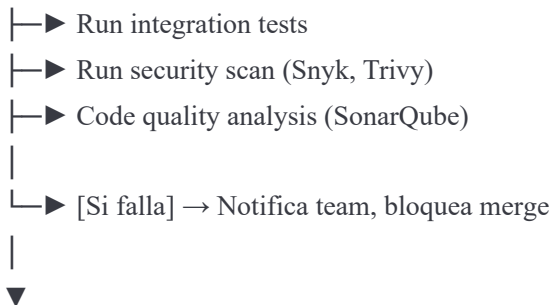 ├─► Run integration tests
├─► Run security scan (Snyk, Trivy)
├─► Code quality analysis (SonarQube)
│
└─► [Si falla] → Notifica team, bloquea merge
│
▼